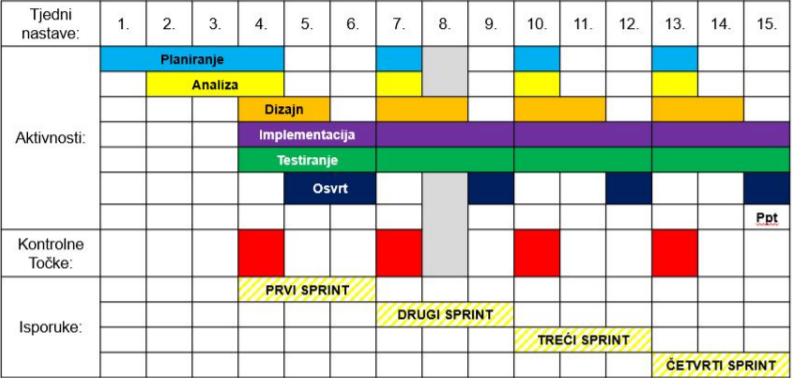 Tjedni
nastave:
1. 2. 3. 4. 5. 6. 7. 8. 9. 10. 11. 12. 13. 14. 15.
Planiranje
Analiza
Dizajn
Aktivnosti:
Implementacija
Testiranje
Osvrt
Ppt
Kontrolne
Točke:
PRVI SPRINT
DRUGI SPRINT
Isporuke:
TREĆI SPRINT
ČETVRTI SPRINT